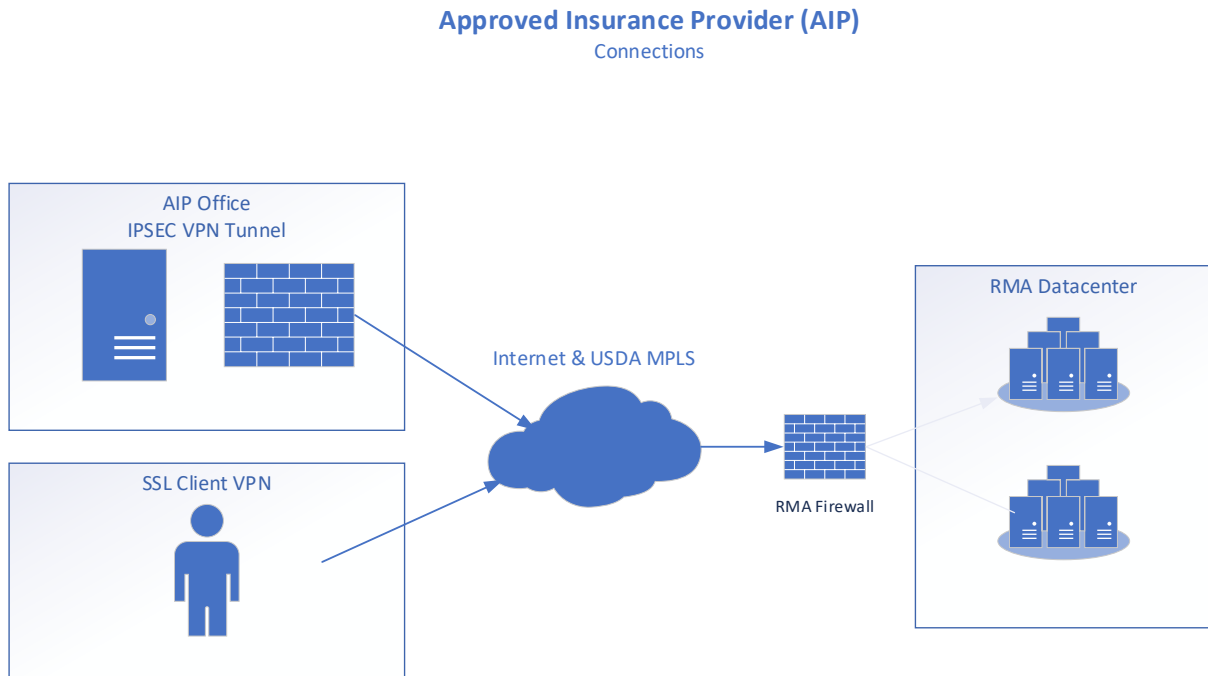 Approved Insurance Provider (AIP)
Connections
AIP Office
IPSEC VPN Tunnel
RMA Datacenter
Internet & USDA MPLS
SSL Client VPN
RMA Firewall